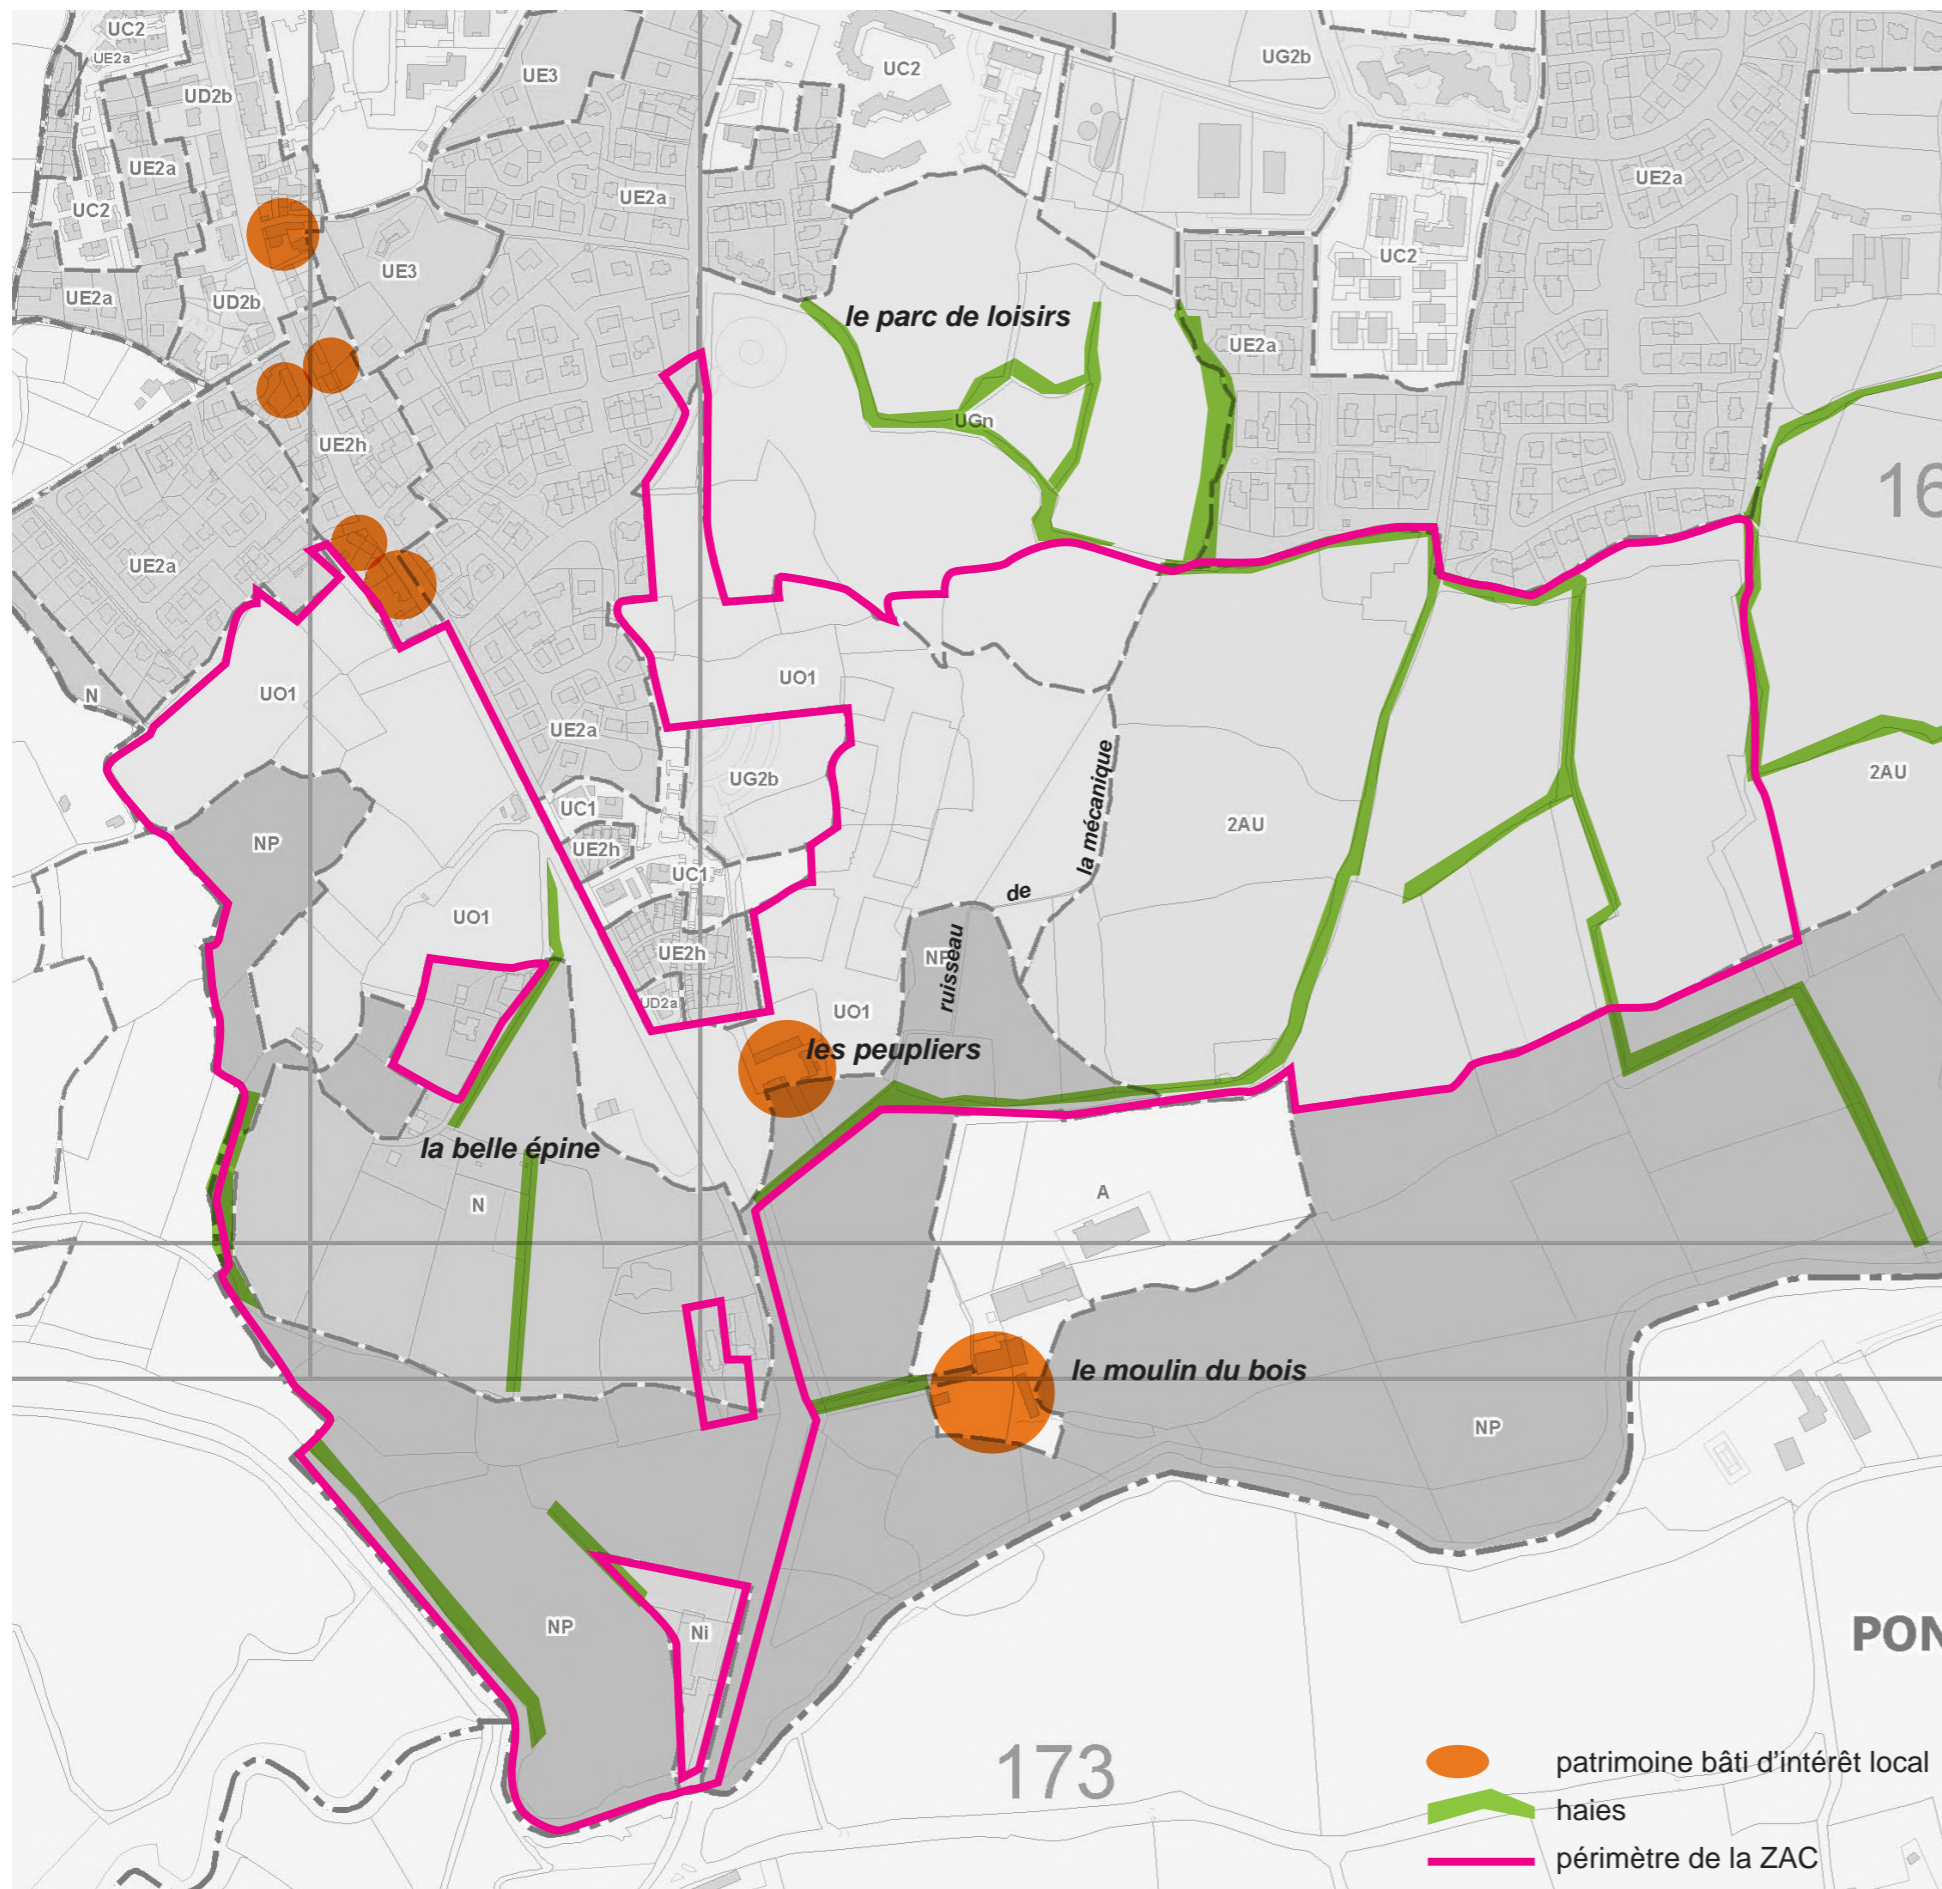 UC2
UE2a
UD2b
UE3
UC2
UG2b
UE2a
UC2
UE2a
UE2a
UC2
UE3
UE2a
UD2b
le parc de loisirs
UE2a
UGn
UE2h
16
UE2a
UO1
N
UO1
UE2a
la mécanique
UG2b
2AU
UC1
2AU
NP
UE2h
UC1
de
UO1
UE2h
NP
ruisseau
UD2a
UO1
les peupliers
la belle épine
N
A
le moulin du bois
NP
NP
Ni
PON
173
patrimoine bâti d'intérêt local
haies
périmètre de la ZAC